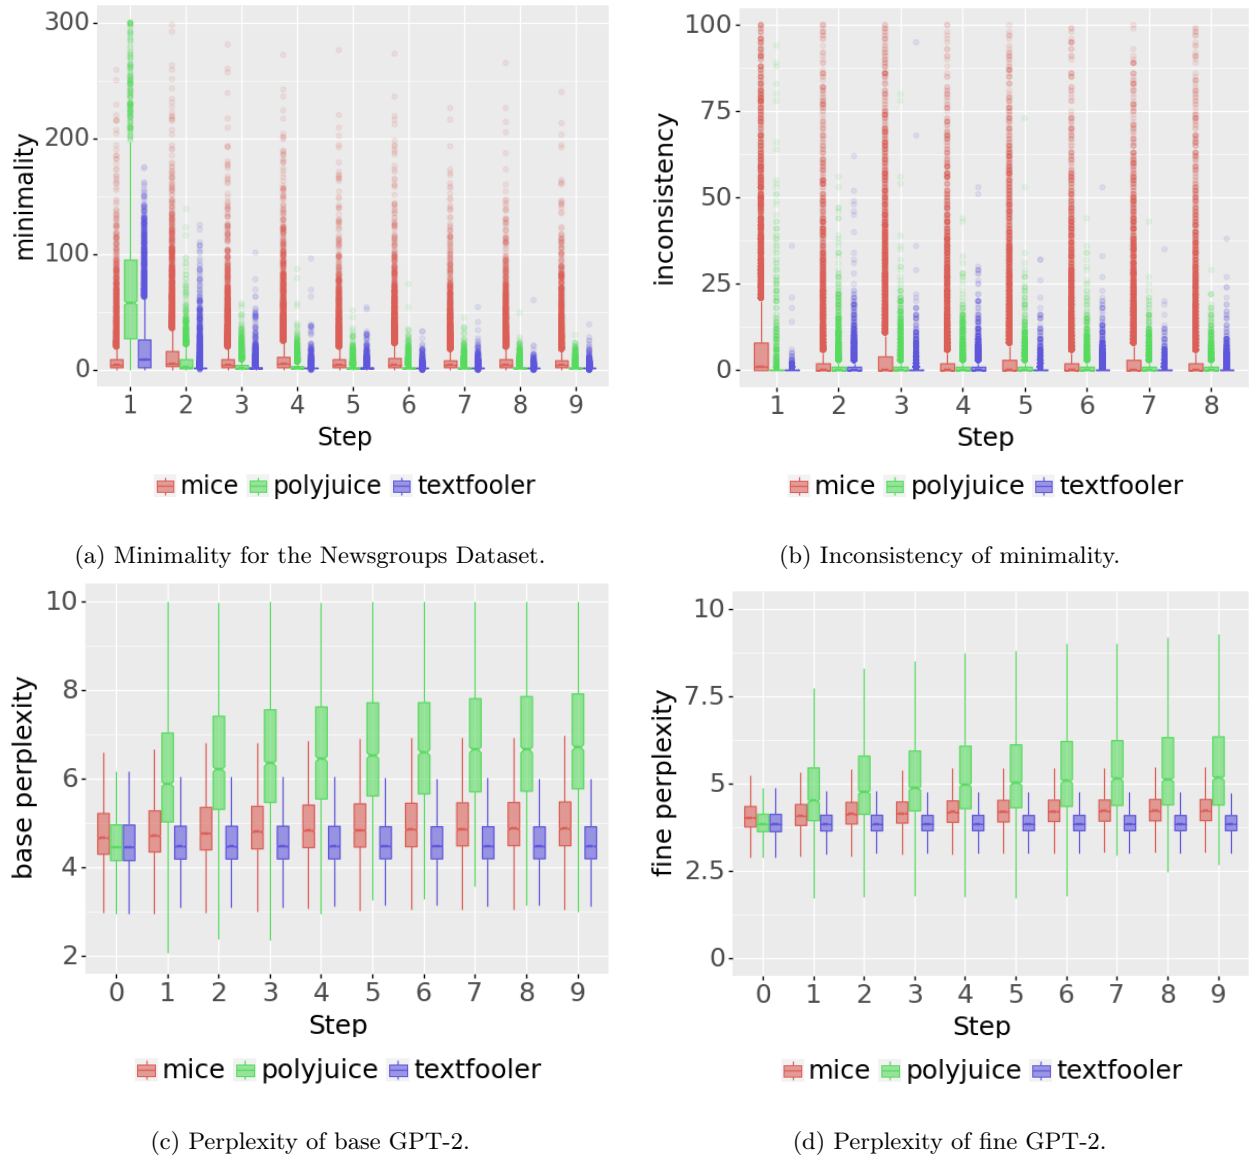 300
200
100
0
minimality
1 2 3 4 5 6 7 8 9
Step
mice polyjuice textfooler
(a) Minimality for the Newsgroups Dataset.
100
75
50
25
0
inconsistency
1 2 3 4 5 6 7 8
Step
mice polyjuice textfooler
(b) Inconsistency of minimality.
10
8
6
4
2
base perplexity
0 1 2 3 4 5 6 7 8 9
Step
mice polyjuice textfooler
(c) Perplexity of base GPT-2.
10
7.5
5
2.5
0
fine perplexity
0 1 2 3 4 5 6 7 8 9
Step
mice polyjuice textfooler
(d) Perplexity of fine GPT-2.